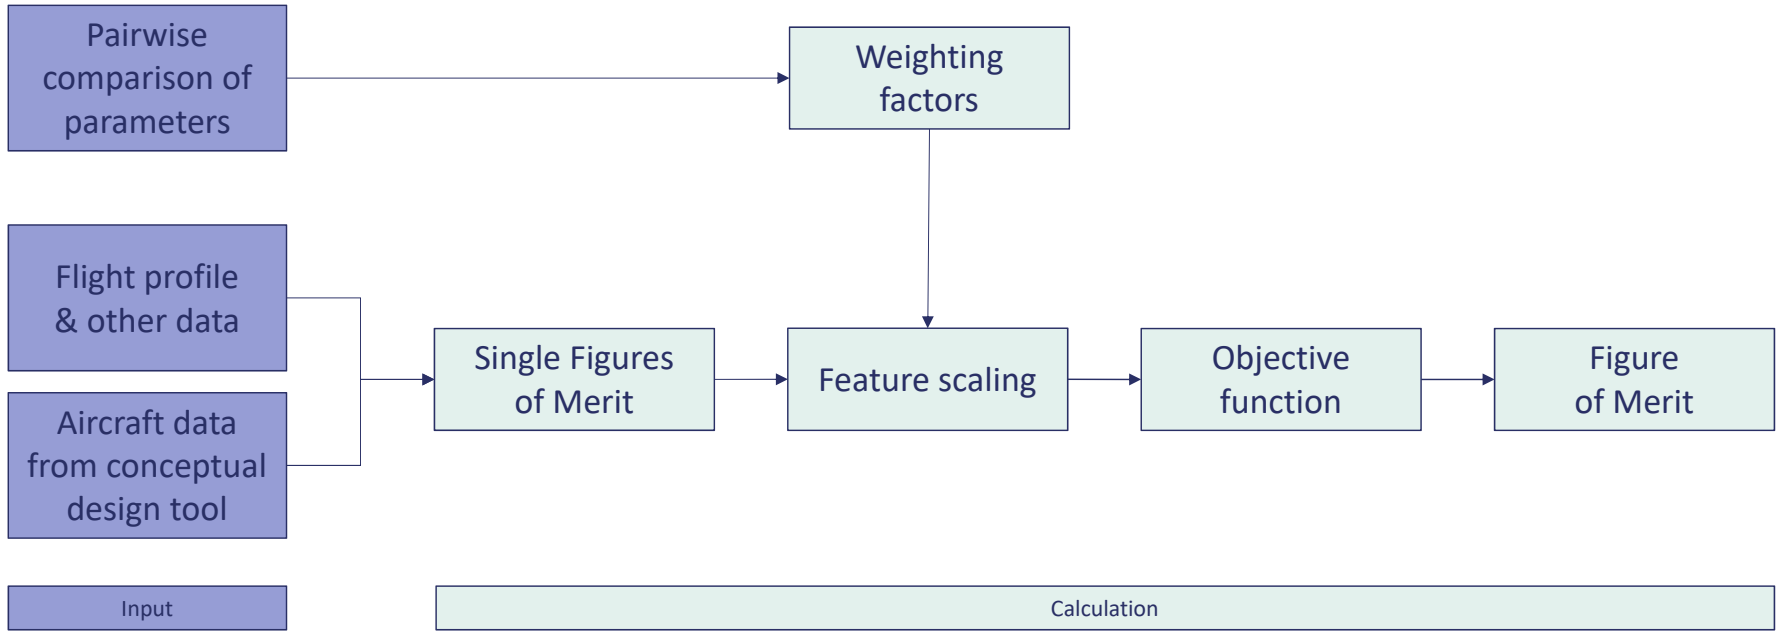 Pairwise
comparison of
parameters
Weighting
factors
Flight profile
& other data
Single Figures
of Merit
Feature scaling
Objective
function
Figure
of Merit
Aircraft data
from conceptual
design tool
Input
Calculation